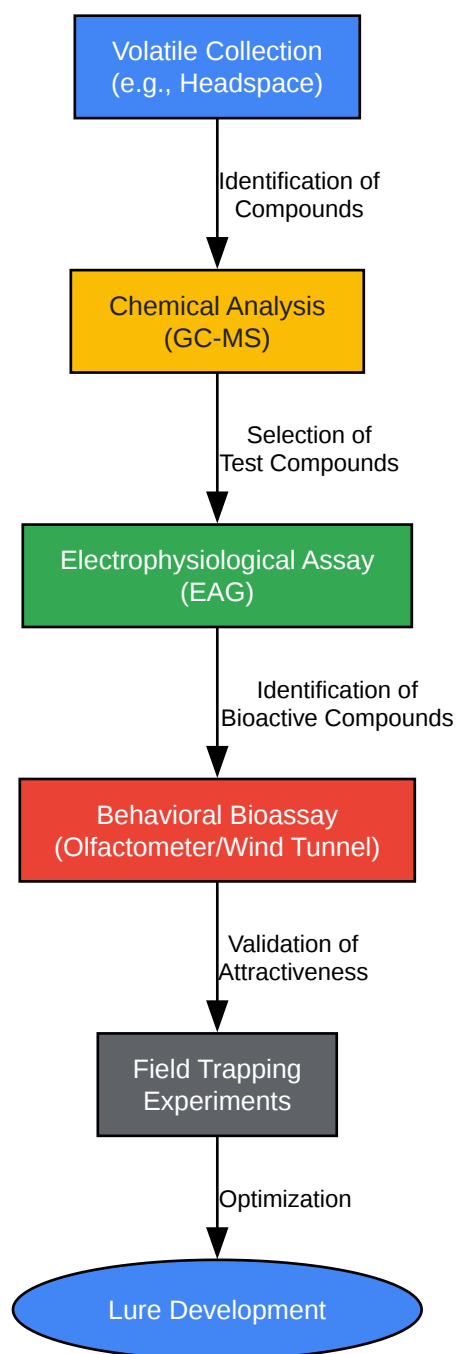 Volatile Collection
(e.g., Headspace)
Identification of
Compounds
Chemical Analysis
(GC-MS)
Selection of
Test Compounds
Electrophysiological Assay
(EAG)
Identification of
Bioactive Compounds
Behavioral Bioassay
(Olfactometer/Wind Tunnel)
Validation of
Attractiveness
Field Trapping
Experiments
Optimization
Lure Development